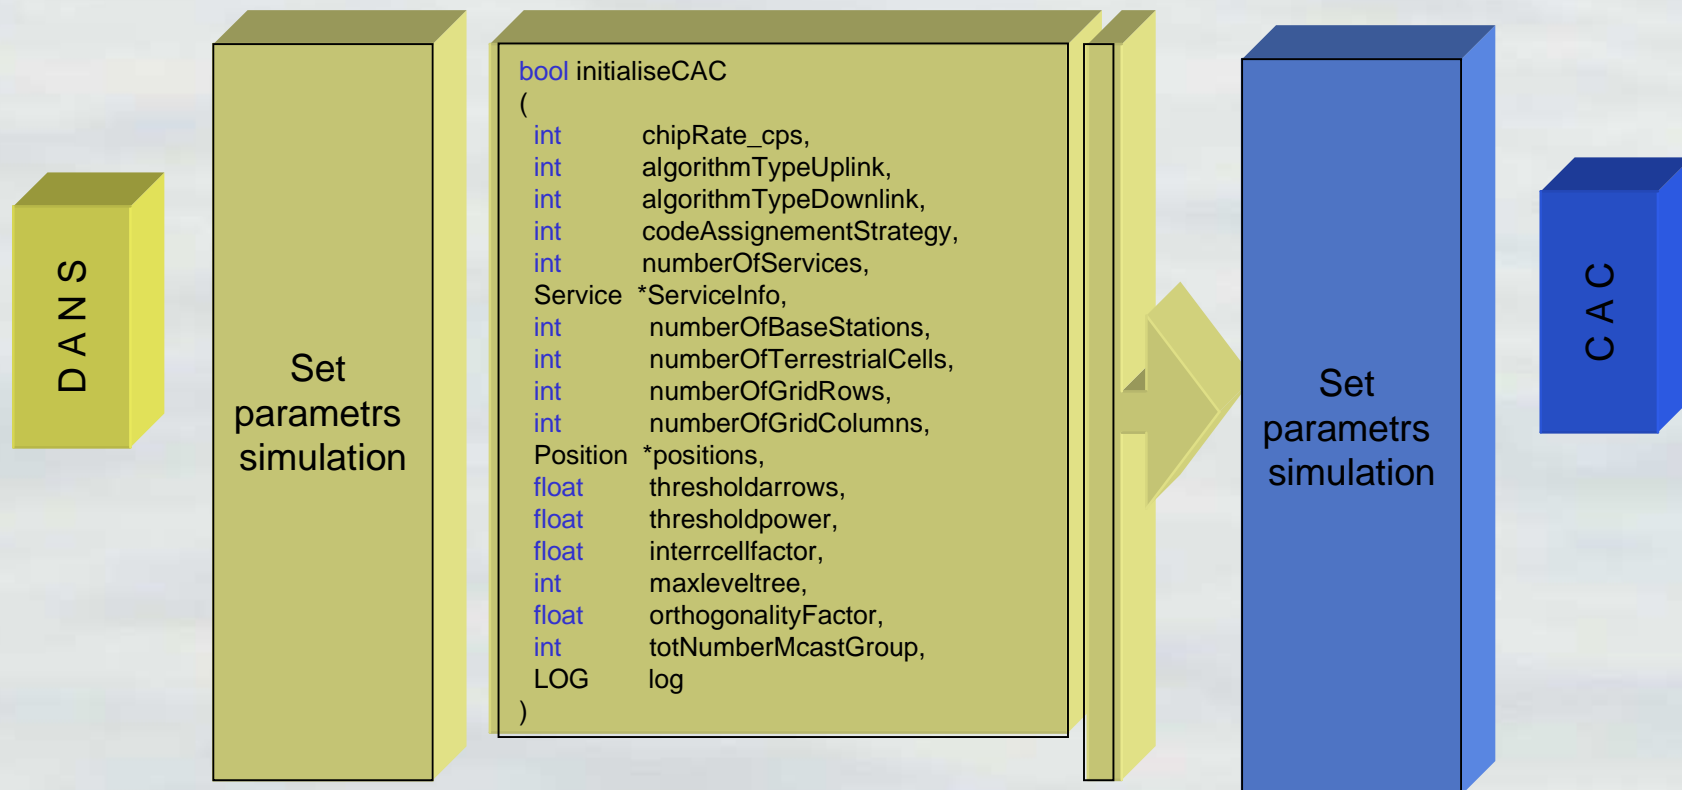 D A N S
Set
parametrs
simulation
bool initialiseCAC
(
int chipRate_cps,
int algorithmTypeUplink,
int algorithmTypeDownlink,
int codeAssignementStrategy,
int numberOfServices,
Service *ServiceInfo,
int numberOfBaseStations,
int numberOfTerrestrialCells,
int numberOfGridRows,
int numberOfGridColumns,
Position *positions,
float thresholdarrows,
float thresholdpower,
float interrcellfactor,
int maxleveltree,
float orthogonalityFactor,
int totNumberMcastGroup,
LOG log
)
Set
parametrs
simulation
C A C